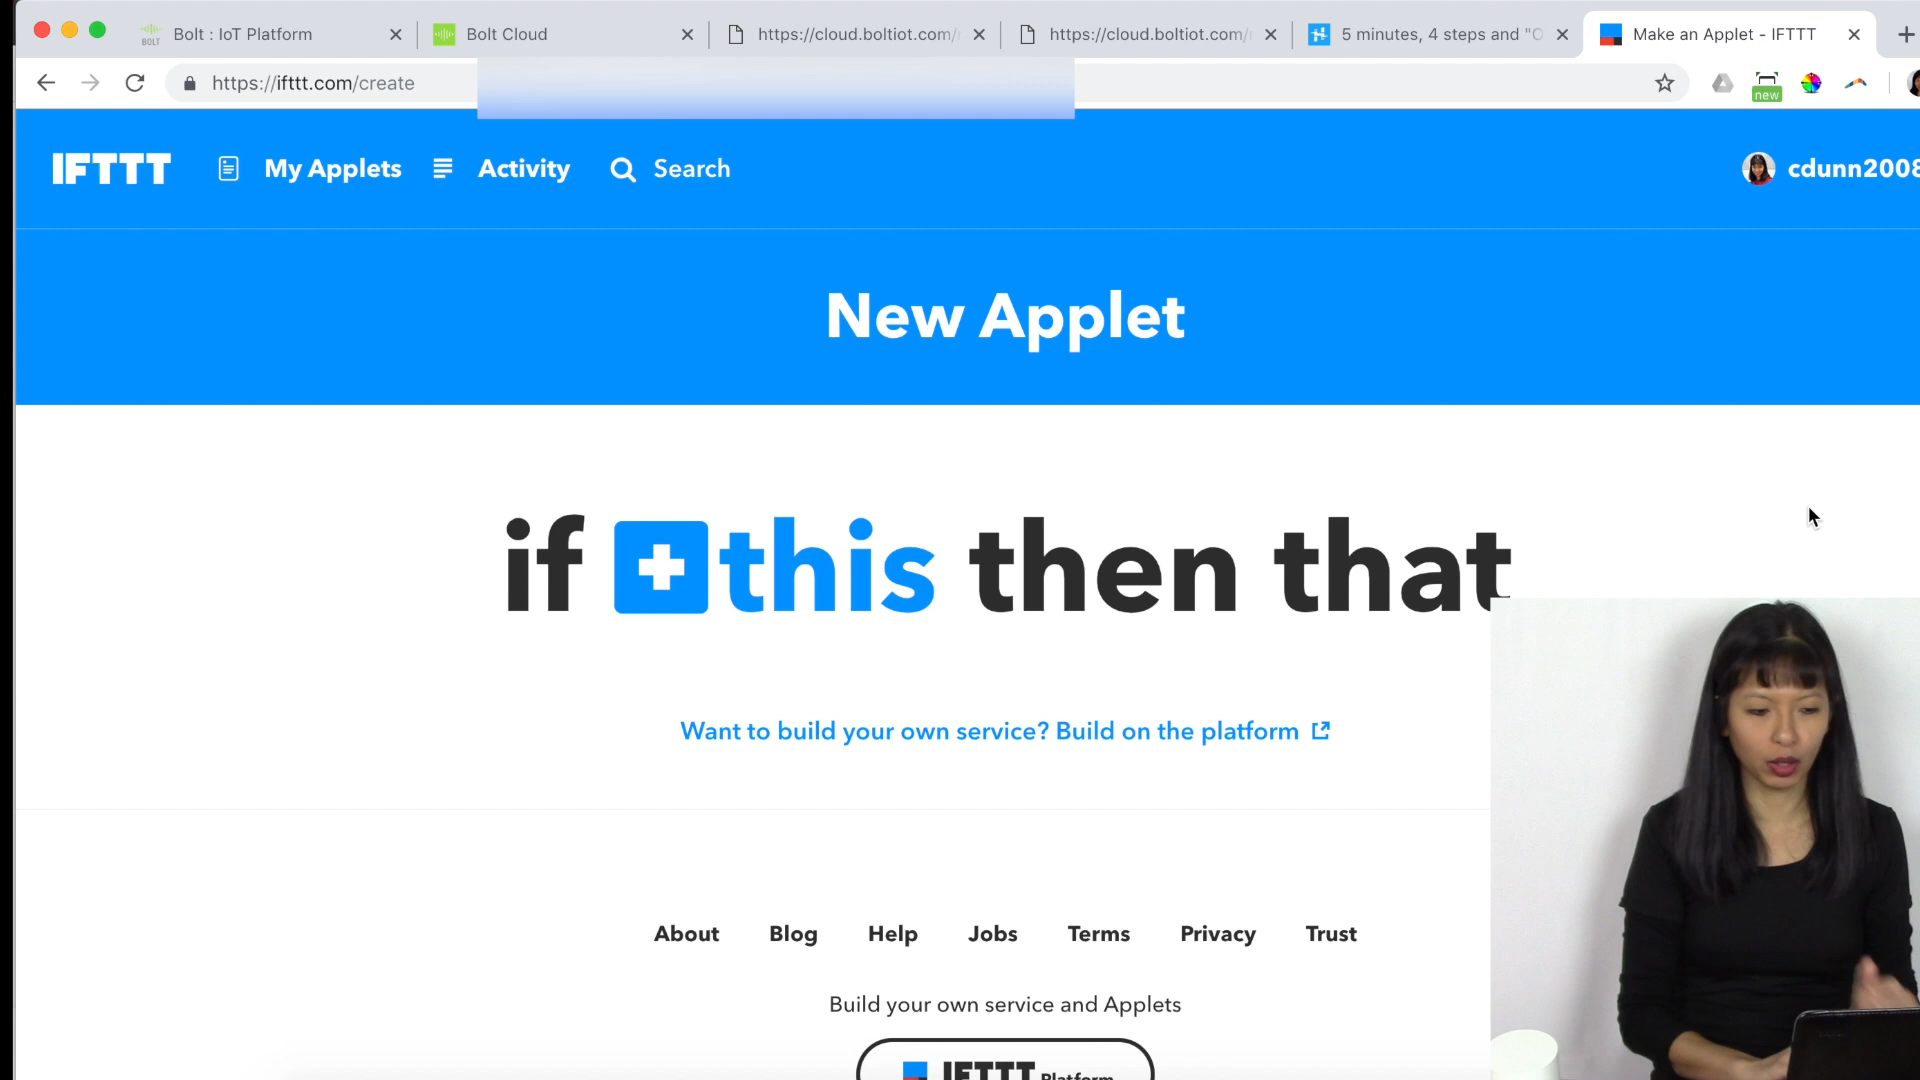 Bolt : IoT Platform
Bolt Cloud
https://cloud.boltiot.com/
https://cloud.boltiot.com/
5 minutes, 4 steps and "O
Make an Applet - IFTTT
BOLT
https://ifttt.com/create
new
IFTTT My Applets Activity Search
cdunn2008
New Applet
if this then that
Want to build your own service? Build on the platform
About Blog Help Jobs Terms Privacy Trust
Build your own service and Applets
IFTTT Platform